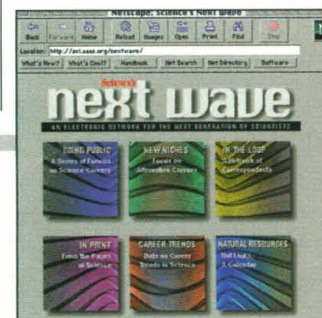 Netscape: Science's Next Wave
Back Forward Home Reload Images Open Print Find Stop
Location: http://sci.aaas.org/nextwave/
What's New? What's Cool? Handbook Net Search Net Directory Software
Science's
next wave
AN ELECTRONIC NETWORK FOR THE NEXT GENERATION OF SCIENTISTS
GOING PUBLIC
A Series of Forums
on Science Careers
NEW NICHES
Focus on
Alternative Careers
IN THE LOOP
A Network of
Correspondents
IN PRINT
From the Pages
of Science
CAREER TRENDS
Data on Career
Trends in Science
NATURAL RESOURCES
Hot Links
& Calendar